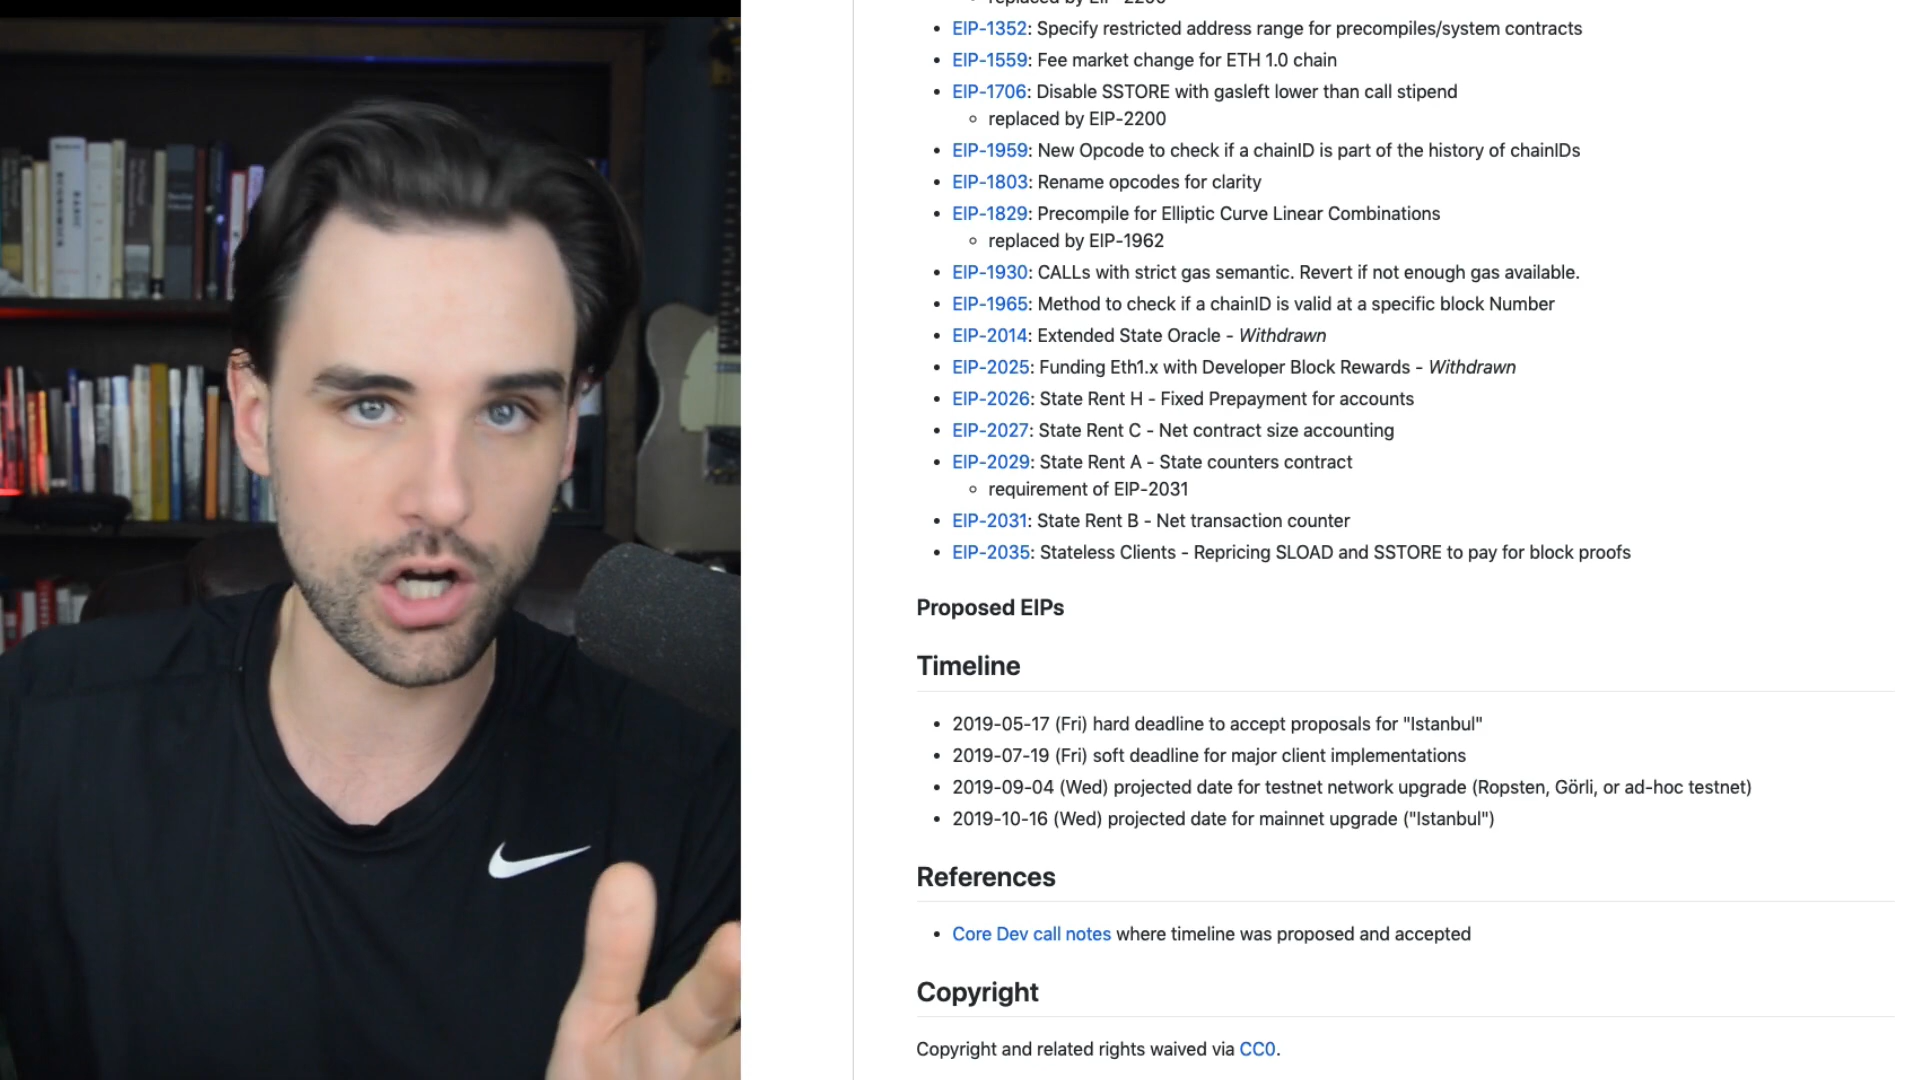 replaced by EIP-2200
EIP-1352: Specify restricted address range for precompiles/system contracts
EIP-1559: Fee market change for ETH 1.0 chain
EIP-1706: Disable SSTORE with gasleft lower than call stipend
replaced by EIP-2200
EIP-1959: New Opcode to check if a chainID is part of the history of chainIDs
EIP-1803: Rename opcodes for clarity
EIP-1829: Precompile for Elliptic Curve Linear Combinations
replaced by EIP-1962
EIP-1930: CALLs with strict gas semantic. Revert if not enough gas available.
EIP-1965: Method to check if a chainID is valid at a specific block Number
EIP-2014: Extended State Oracle - Withdrawn
EIP-2025: Funding Eth1.x with Developer Block Rewards - Withdrawn
EIP-2026: State Rent H - Fixed Prepayment for accounts
EIP-2027: State Rent C - Net contract size accounting
EIP-2029: State Rent A - State counters contract
requirement of EIP-2031
EIP-2031: State Rent B - Net transaction counter
EIP-2035: Stateless Clients - Repricing SLOAD and SSTORE to pay for block proofs
Proposed EIPs
Timeline
2019-05-17 (Fri) hard deadline to accept proposals for "Istanbul"
2019-07-19 (Fri) soft deadline for major client implementations
2019-09-04 (Wed) projected date for testnet network upgrade (Ropsten, Görli, or ad-hoc testnet)
2019-10-16 (Wed) projected date for mainnet upgrade ("Istanbul")
References
Core Dev call notes where timeline was proposed and accepted
Copyright
Copyright and related rights waived via CC0.